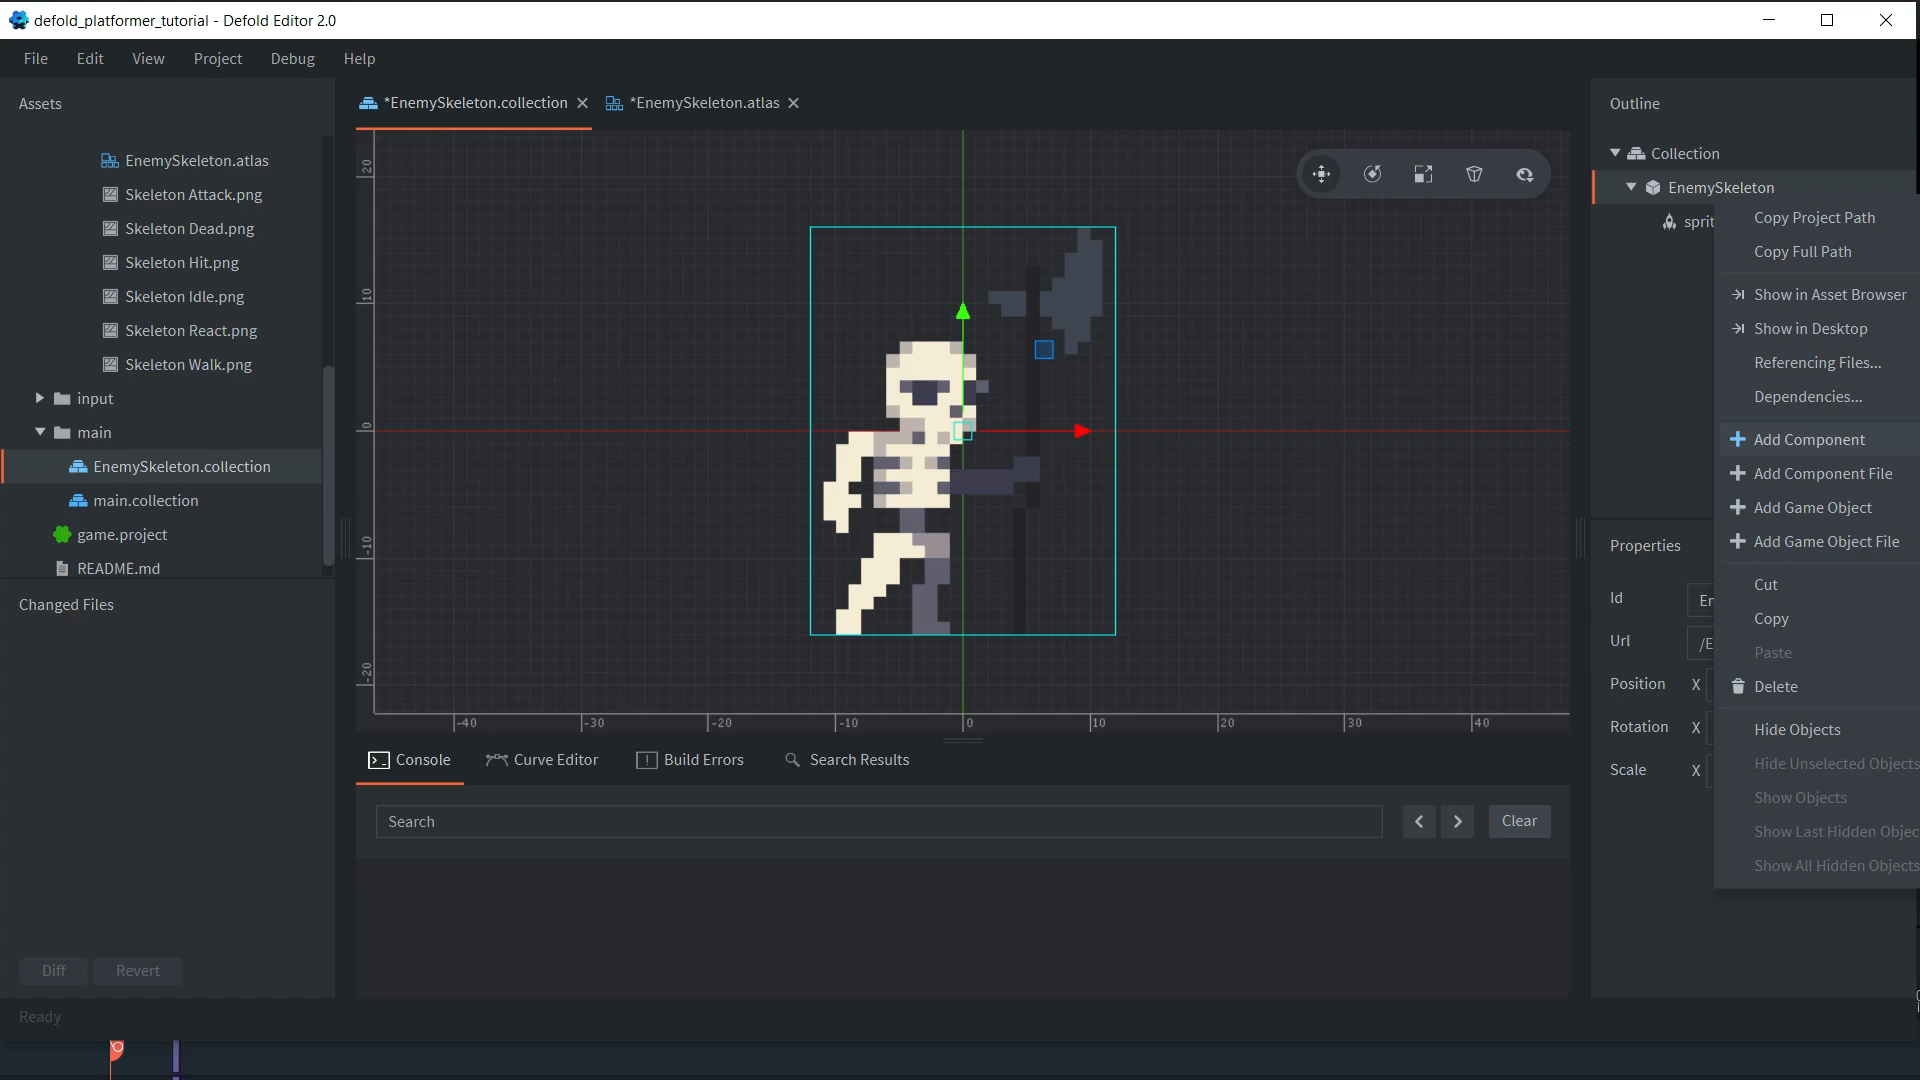 defold_platformer_tutorial - Defold Editor 2.0
File Edit View Project Debug Help
Assets
EnemySkeleton.atlas
Skeleton Attack.png
Skeleton Dead.png
Skeleton Hit.png
Skeleton Idle.png
Skeleton React.png
Skeleton Walk.png
input
main
EnemySkeleton.collection
main.collection
game.project
README.md
Changed Files
Diff Revert
Ready
*EnemySkeleton.collection *EnemySkeleton.atlas
20
10
0
-10
-20
-40 -30 -20 -10 0 10 20 30 40
Console Curve Editor Build Errors Search Results
Search Clear
Outline
Collection
EnemySkeleton
sprit
Copy Project Path
Copy Full Path
Show in Asset Browser
Show in Desktop
Referencing Files...
Dependencies...
Add Component
Add Component File
Add Game Object
Add Game Object File
Cut
Copy
Paste
Delete
Hide Objects
Hide Unselected Objects
Show Objects
Show Last Hidden Objec
Show All Hidden Objects
Properties
Id En
Url /E
Position X
Rotation X
Scale X